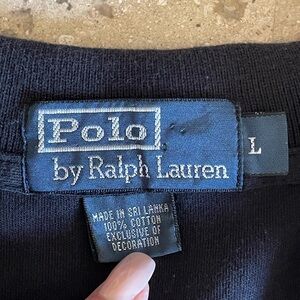 Polo
by Ralph Lauren
L
MADE IN SRI LANKA
100% COTTON
EXCLUSIVE OF
DECORATION